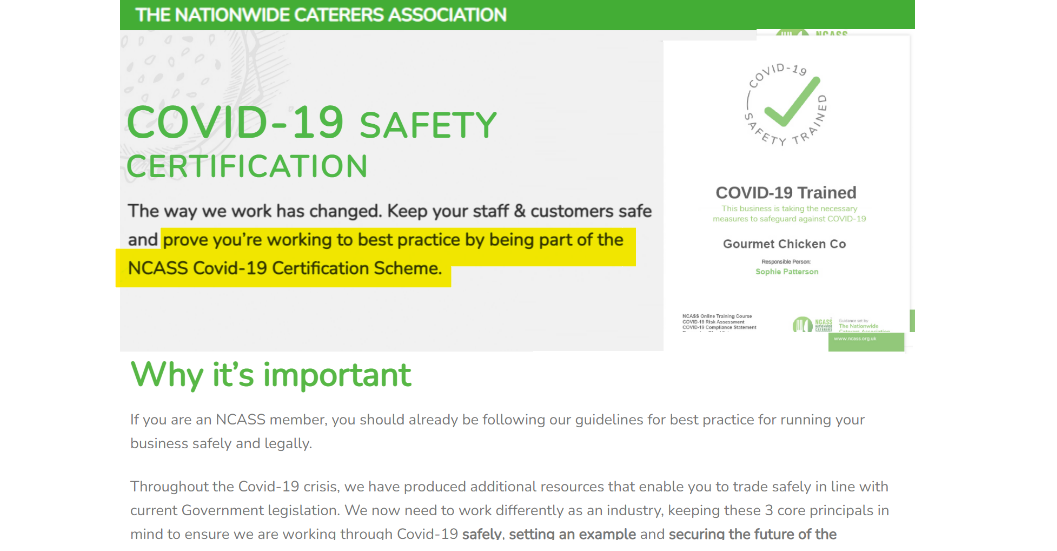 THE NATIONWIDE CATERERS ASSOCIATION
NCASS
COVID-19 SAFETY
CERTIFICATION
The way we work has changed. Keep your staff & customers safe
and prove you're working to best practice by being part of the
NCASS Covid-19 Certification Scheme.
COVID-19
SAFETY TRAINED
COVID-19 Trained
This business is taking the necessary
measures to safeguard against COVID-19
Gourmet Chicken Co
Responsible Person:
Sophie Patterson
NCASS Online Training Course
COVID-19 Risk Assessment
COVID-19 Compliance Statement
NCASS
The Nationwide
www.ncass.org.uk
Why it's important
If you are an NCASS member, you should already be following our guidelines for best practice for running your
business safely and legally.
Throughout the Covid-19 crisis, we have produced additional resources that enable you to trade safely in line with
current Government legislation. We now need to work differently as an industry, keeping these 3 core principals in
mind to ensure we are working through Covid-19 safely, setting an example and securing the future of the